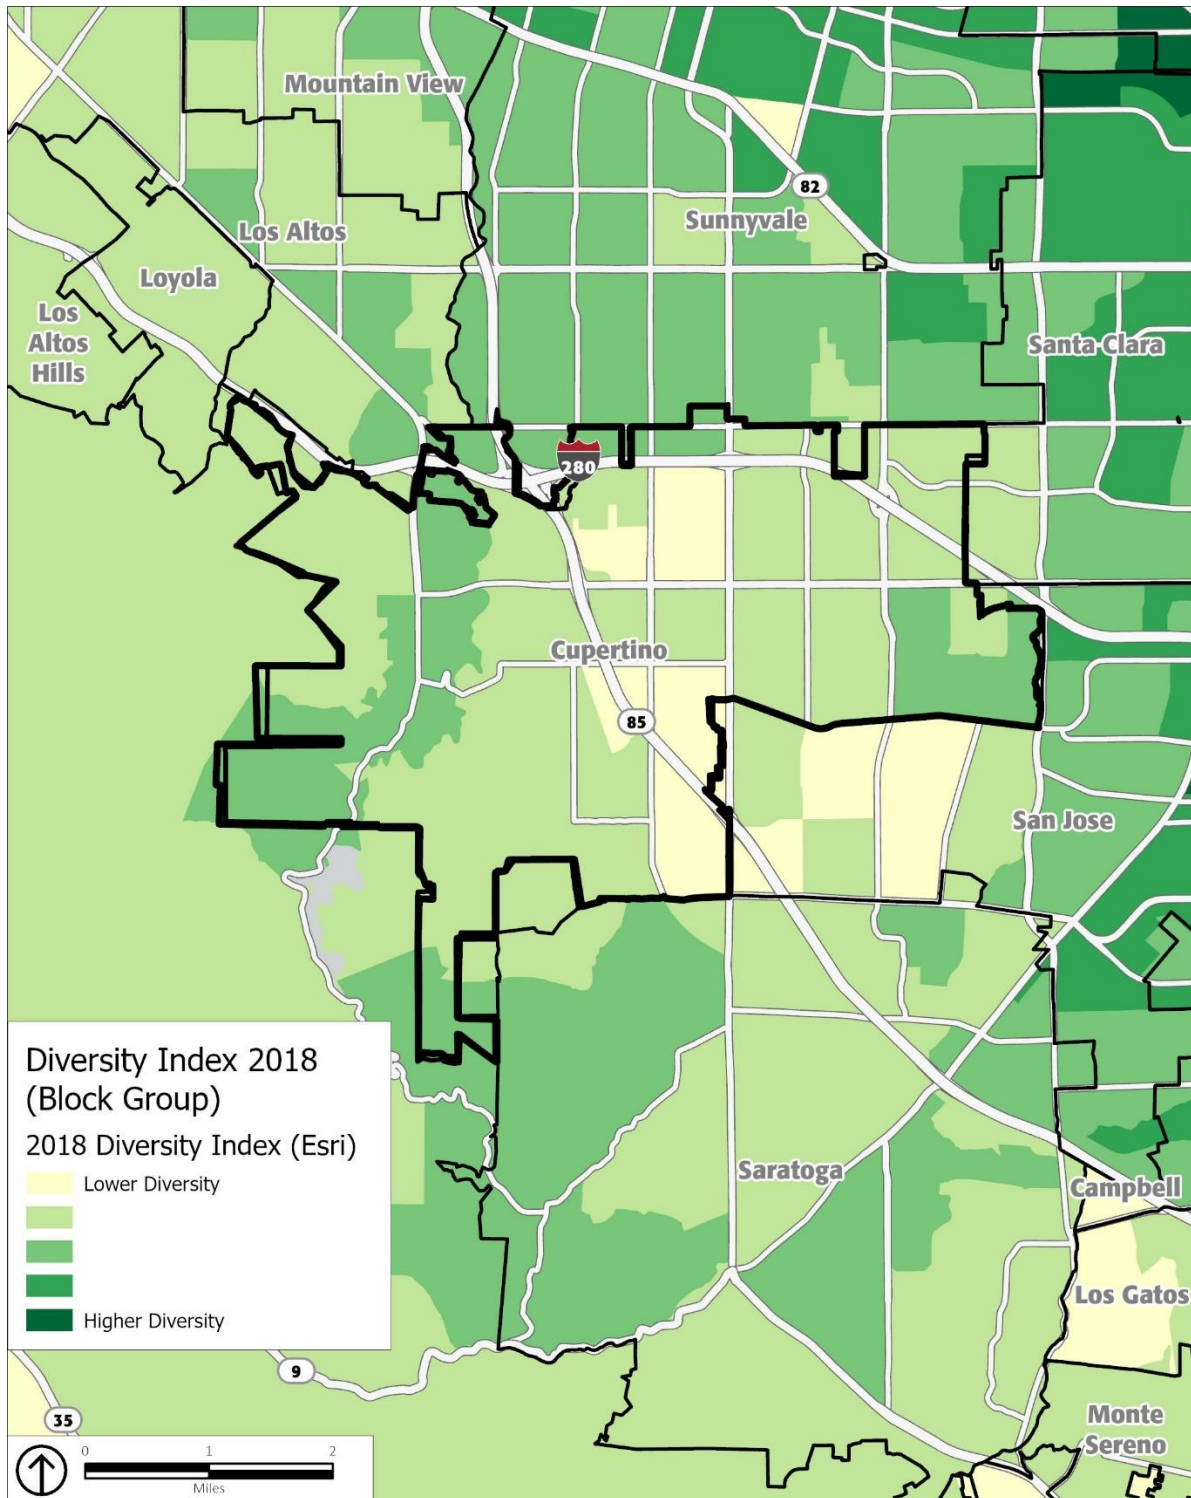 Mountain View
82
Sunnyvale
Los Altos
Loyola
Los
Altos
Hills
Santa Clara
280
Cupertino
85
San Jose
Diversity Index 2018
(Block Group)
2018 Diversity Index (Esri)
Lower Diversity
Higher Diversity
Saratoga
Campbell
Los Gatos
9
35
Monte
Sereno
0 1 2
Miles